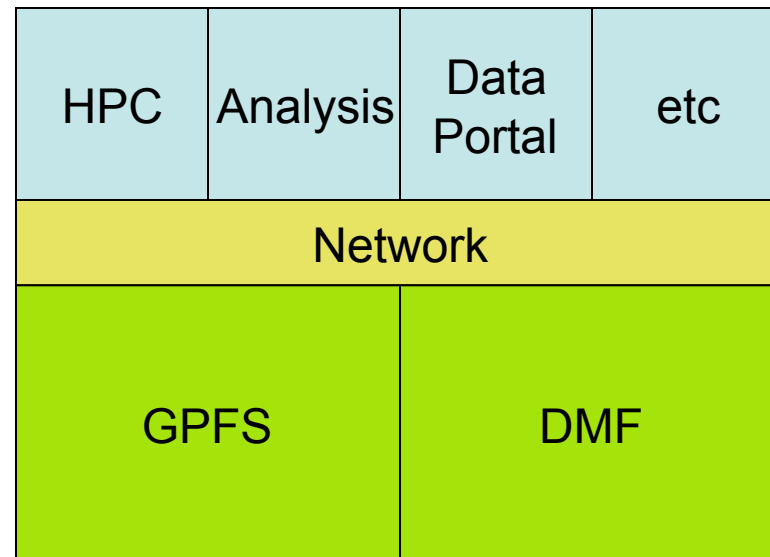 HPC
Analysis
Data
Portal
etc
Network
GPFS
DMF